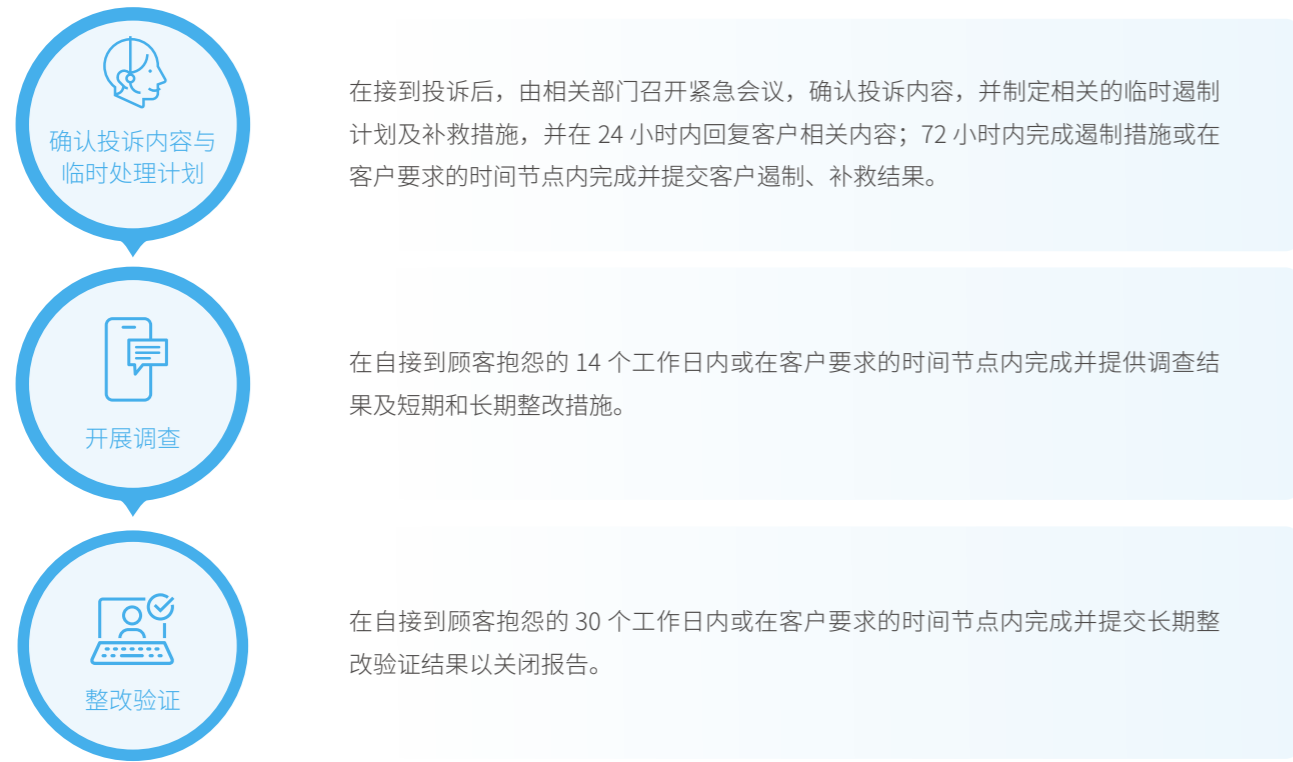 确认投诉内容与
临时处理计划
在接到投诉后，由相关部门召开紧急会议，确认投诉内容，并制定相关的临时遏制
计划及补救措施，并在 24 小时内回复客户相关内容；72 小时内完成遏制措施或在
客户要求的时间节点内完成并提交客户遏制、补救结果。
开展调查
在自接到顾客抱怨的 14 个工作日内或在客户要求的时间节点内完成并提供调查结
果及短期和长期整改措施。
整改验证
在自接到顾客抱怨的 30 个工作日内或在客户要求的时间节点内完成并提交长期整
改验证结果以关闭报告。